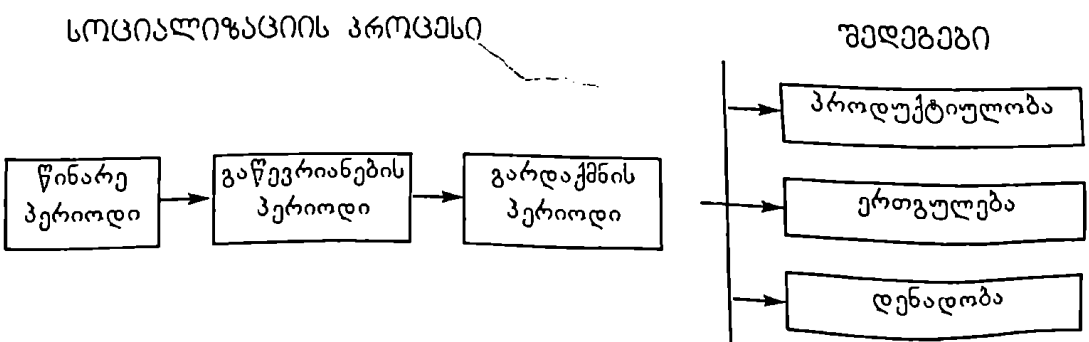 სოციალიზაციის პროცესი
შედეგები
წინარე
პერიოდი
გაწევრიანების
პერიოდი
გარდაქმნის
პერიოდი
პროდუქტიულობა
ერთგულება
დენადობა